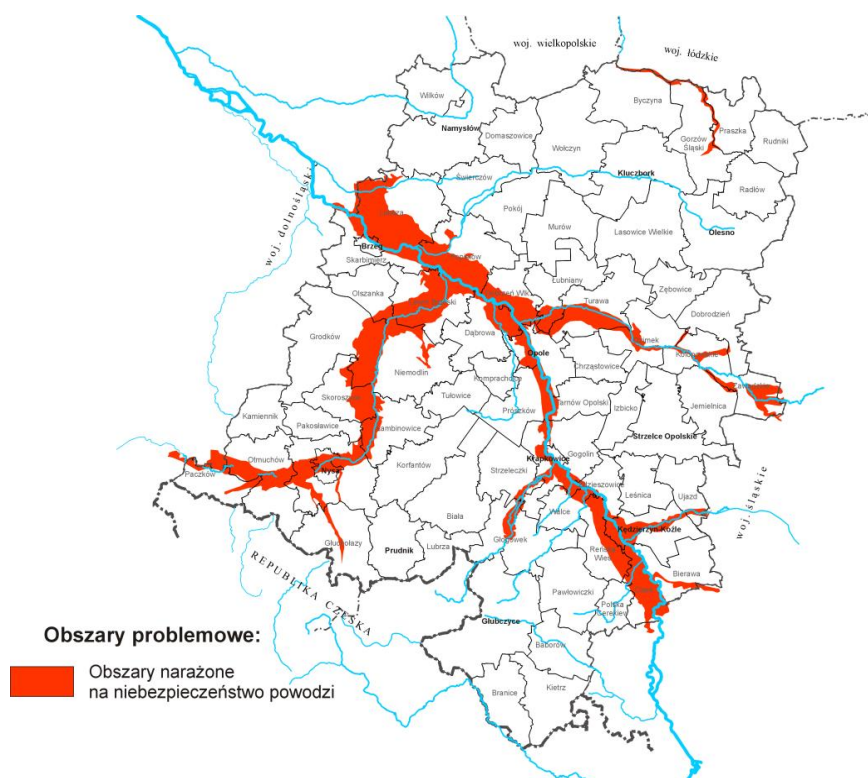 woj. wielkopolskie
woj. łódzkie
Wilków
Byczyna
Namysłów
Domaszowice
Wołczyn
Gorzów
Śląski
Praszka
Rudniki
Świerczów
Kluczbork
Radłów
woj. dolnośląskie
Pokój
Murów
Lasowice Wielkie
Olesno
Brzeg
Skarbimierz
Olszanka
Łubniany
Turawa
Zębowice
Dobrodzień
Grodków
Dąbrowa
Opole
Chrząstowice
Niemodlin
Komprachcice
Tułowice
Prószków
Tarnów Opolski
Izbicko
Jemielnica
Kamiennik
Pakosławice
Strzelce Opolskie
Otmuchów
Nysa
Korfantów
Strzeleczki
Krapkowice
Gogolin
Paczków
Leśnica
Ujazd
woj. śląskie
Biała
Walce
Kędzierzyn Koźle
Głuchołazy
Prudnik
Lubrza
Głogówek
Bierawa
REPUBLIKA CZESKA
Pawłowiczki
Polska
Cerekiew
Głubczyce
Baborów
Branice
Kietrz
Obszary problemowe:
Obszary narażone
na niebezpieczeństwo powodzi